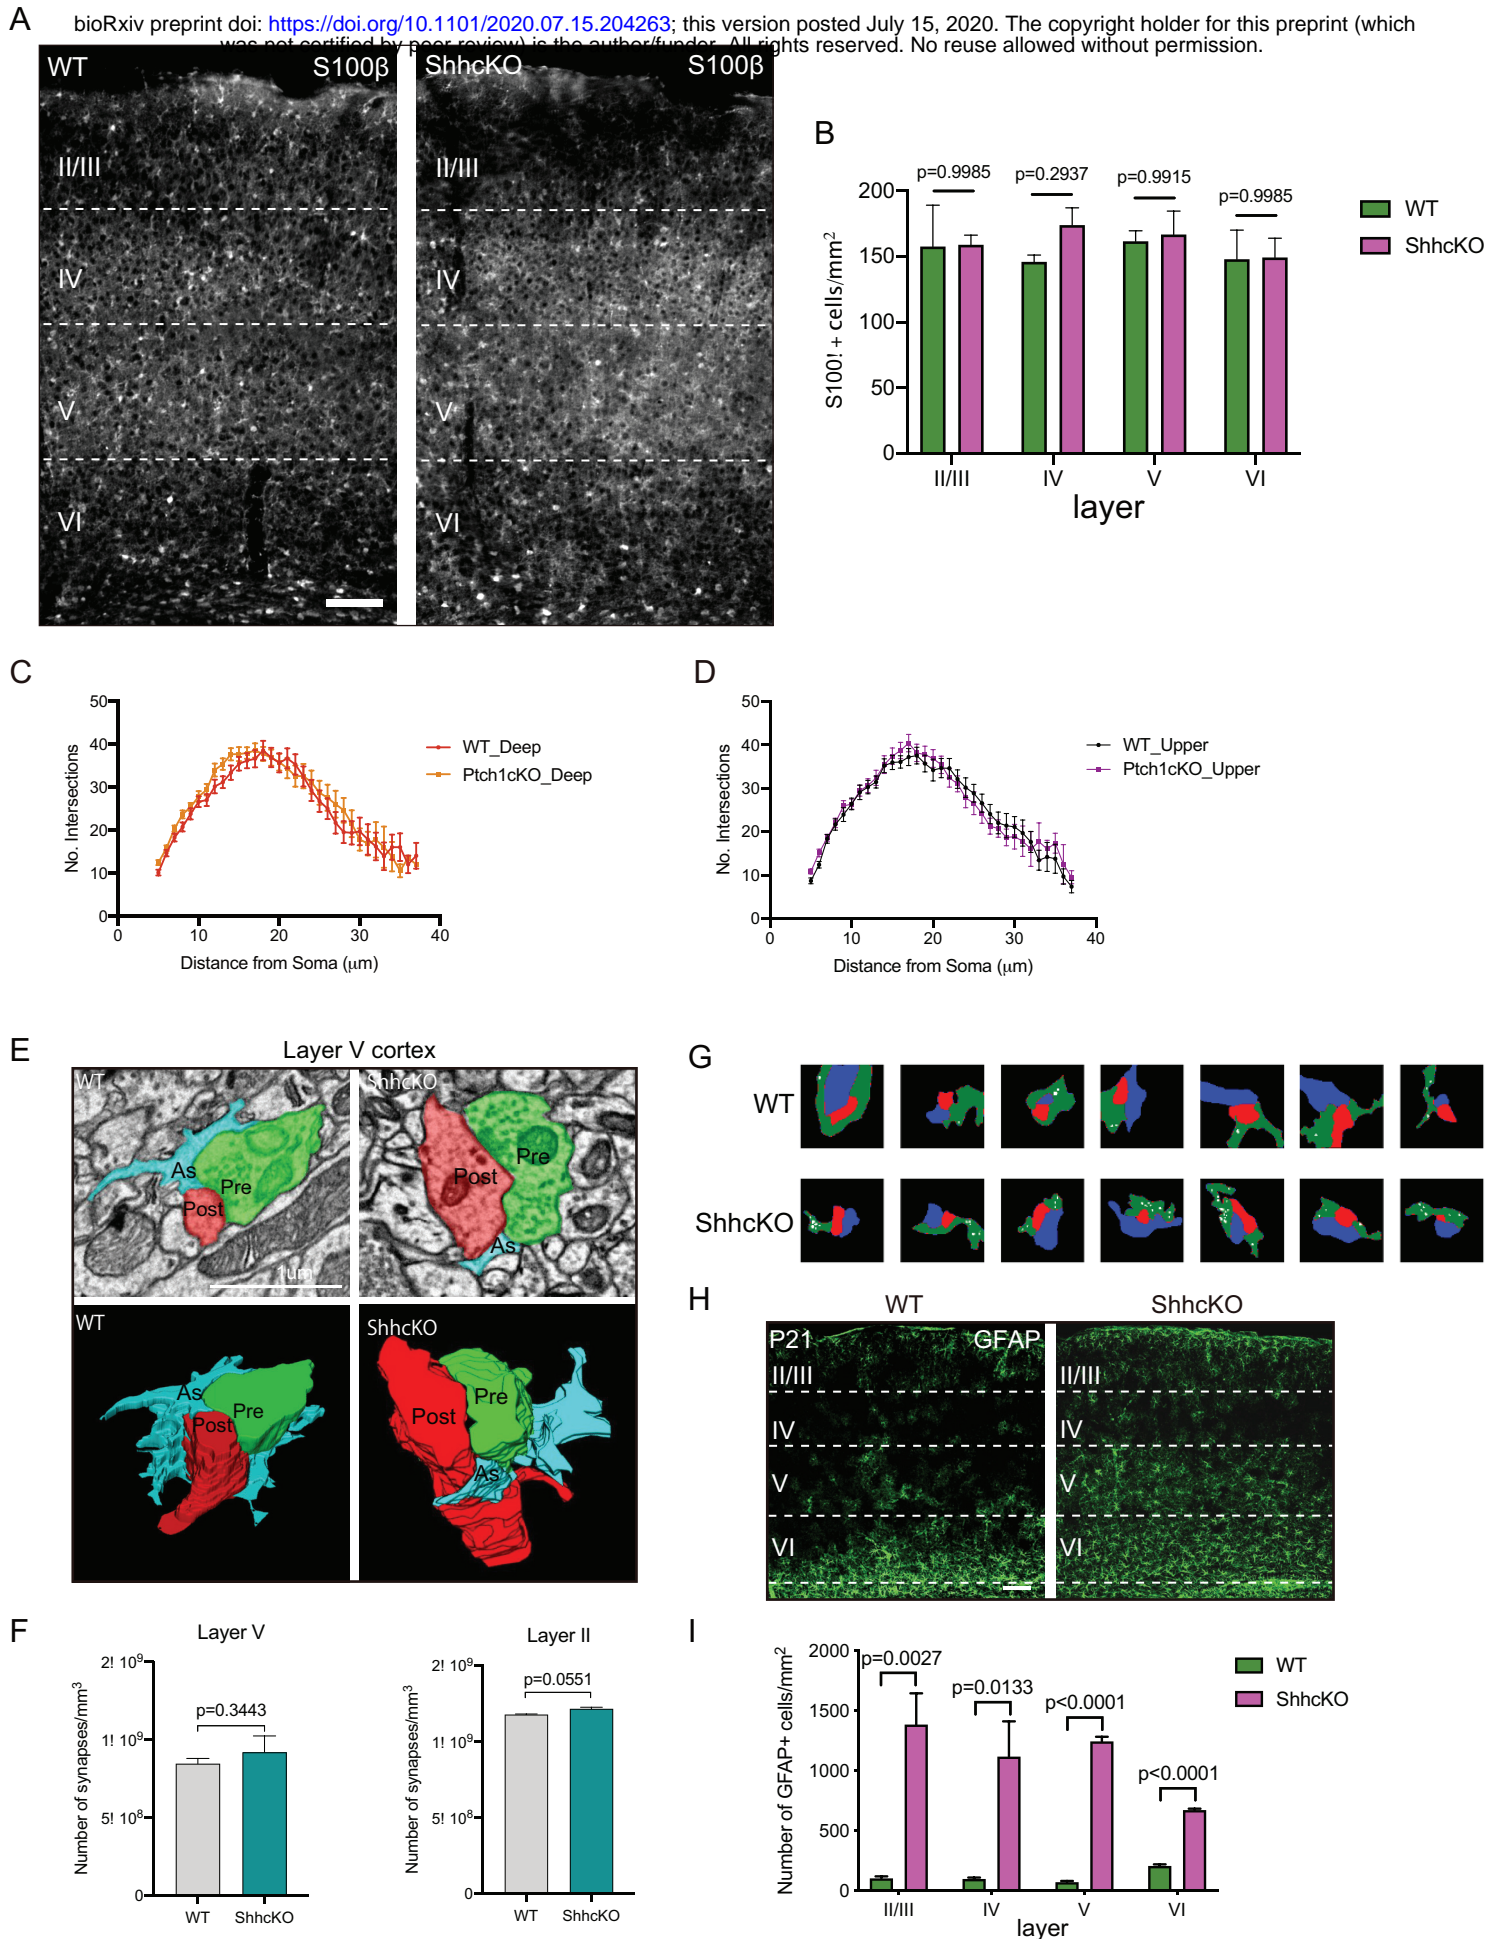 A
bioRxiv preprint doi: https://doi.org/10.1101/2020.07.15.204263; this version posted July 15, 2020. The copyright holder for this preprint (which
was not certified by peer review) is the author/funder. All rights reserved. No reuse allowed without permission.
WT S100β
II/III
IV
V
VI
ShhcKO S100β
II/III
IV
V
VI
B
p=0.9985
p=0.2937
p=0.9915
p=0.9985
WT
ShhcKO
S100! + cells/mm2
200
150
100
50
0
II/III IV V VI
layer
C
No. Intersections
50
40
30
20
10
0
0 10 20 30 40
Distance from Soma (μm)
WT_Deep
Ptch1cKO_Deep
D
No. Intersections
50
40
30
20
10
0
0 10 20 30 40
Distance from Soma (μm)
WT_Upper
Ptch1cKO_Upper
E
Layer V cortex
WT
As
Pre
Post
1um
ShhcKO
Post
Pre
As
WT
As
Post
Pre
ShhcKO
Post
Pre
As
G
WT
ShhcKO
H
WT ShhcKO
P21 GFAP
II/III
IV
V
VI
II/III
IV
V
VI
F
Layer V
Number of synapses/mm3
2! 109
1! 109
5! 108
0
p=0.3443
WT ShhcKO
Layer II
Number of synapses/mm3
2! 109
1! 109
5! 108
0
p=0.0551
WT ShhcKO
I
Number of GFAP+ cells/mm2
2000
1500
1000
500
0
p=0.0027
p=0.0133
p<0.0001
p<0.0001
WT
ShhcKO
II/III IV V VI
layer